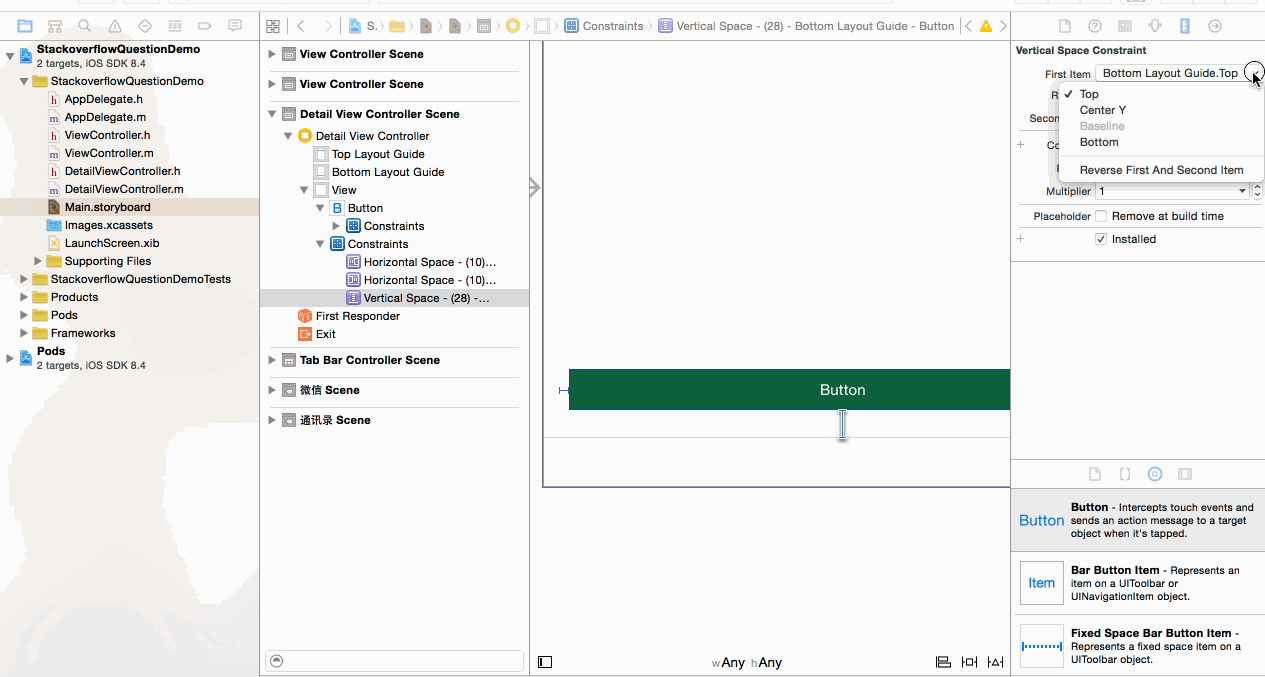 S.
Constraints
Vertical Space - (28) - Bottom Layout Guide - Button
StackoverflowQuestionDemo
2 targets, iOS SDK 8.4
StackoverflowQuestionDemo
AppDelegate.h
AppDelegate.m
ViewController.h
ViewController.m
DetailViewController.h
DetailViewController.m
Main.storyboard
Images.xcassets
LaunchScreen.xib
Supporting Files
StackoverflowQuestionDemoTests
Products
Pods
Frameworks
Pods
2 targets, iOS SDK 8.4
View Controller Scene
View Controller Scene
Detail View Controller Scene
Detail View Controller
Top Layout Guide
Bottom Layout Guide
View
B Button
Constraints
Constraints
Horizontal Space - (10)...
Horizontal Space - (10)...
Vertical Space - (28) -...
First Responder
Exit
Tab Bar Controller Scene
微信 Scene
通讯录 Scene
Button
wAny hAny
Vertical Space Constraint
First Item Bottom Layout Guide.Top
Top
Center Y
Baseline
Bottom
Reverse First And Second Item
Multiplier 1
Placeholder Remove at build time
Installed
Button
Button - Intercepts touch events and
sends an action message to a target
object when it's tapped.
Item
Bar Button Item - Represents an
item on a UIToolbar or
UINavigationItem object.
Fixed Space Bar Button Item -
Represents a fixed space item on a
UIToolbar object.